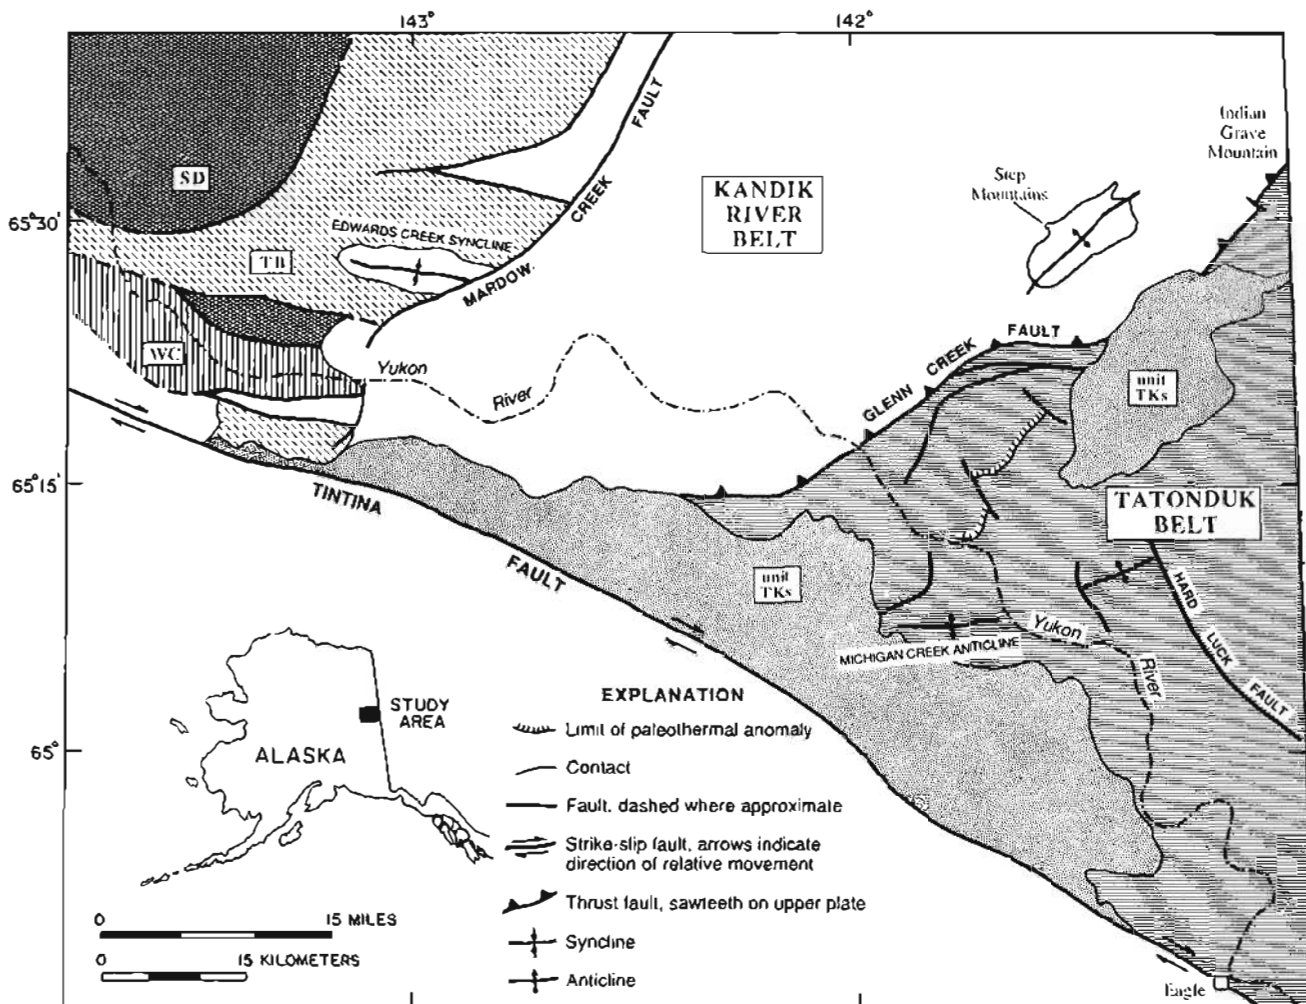 143°
142°
Indian
Grave
Mountain
SD
FAULT
KANDIK
RIVER
BELT
Step
Mountains
65°30'
CREEK
EDWARDS CREEK SYNCLINE
TB
MARDOW
FAULT
WC
Yukon
CREEK
River
GLENN
unit
TKs
65°15'
TINTINA
TATONDUK
BELT
FAULT
unit
TKs
HARD
LUCK
FAULT
Yukon
River
MICHIGAN CREEK ANTICLINE
STUDY
AREA
ALASKA
65°
EXPLANATION
Limit of paleothermal anomaly
Contact
Fault, dashed where approximate
Strike-slip fault, arrows indicate
direction of relative movement
Thrust fault, sawteeth on upper plate
Syncline
Anticline
0 15 MILES
0 15 KILOMETERS
Eagle